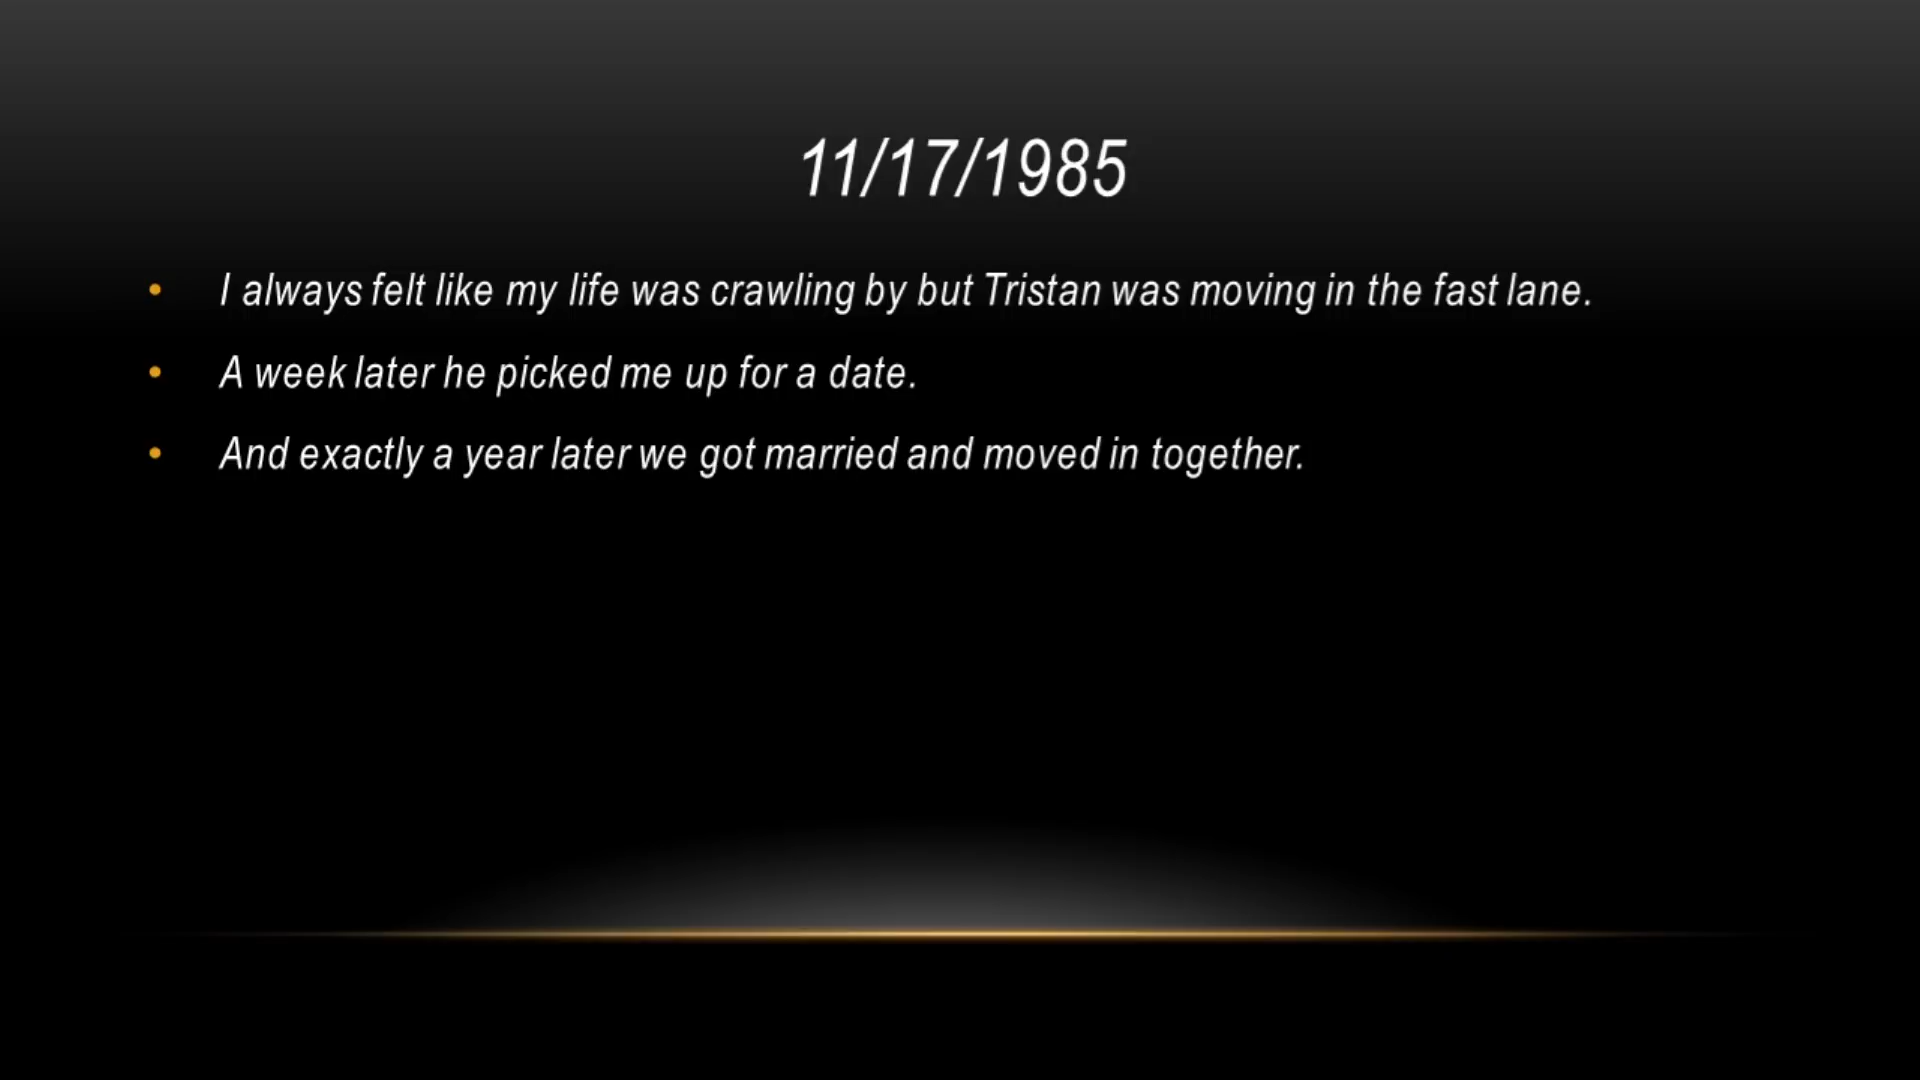 11/17/1985
• I always felt like my life was crawling by but Tristan was moving in the fast lane.
• A week later he picked me up for a date.
• And exactly a year later we got married and moved in together.